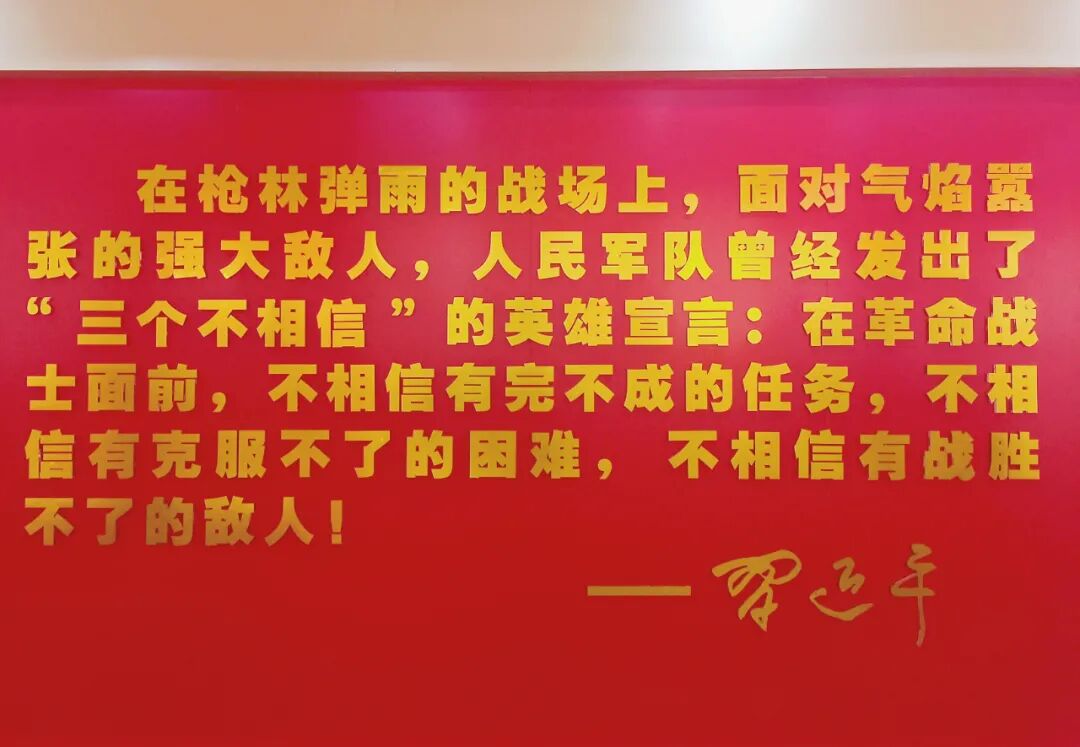 在枪林弹雨的战场上，面对气焰嚣
张的强大敌人，人民军队曾经发出了
“三个不相信”的英雄宣言：在革命战
士面前，不相信有完不成的任务，不相
信有克服不了的困难，不相信有战胜
不了的敌人！
——习近平